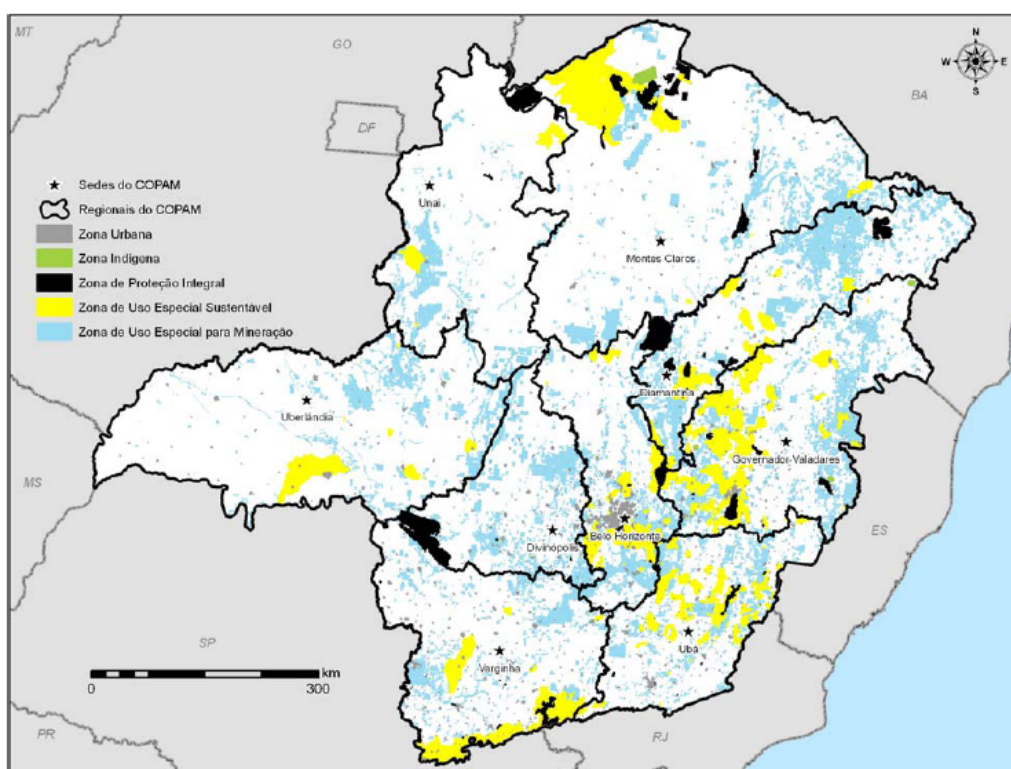 MT
GO
DF
BA
MS
SP
PR
RJ
ES
N
W E
S
Sedes do COPAM
Regionais do COPAM
Zona Urbana
Zona Indígena
Zona de Proteção Integral
Zona de Uso Especial Sustentável
Zona de Uso Especial para Mineração
Unaí
Montes Claros
Uberlândia
Diamantina
Governador-Valadares
Belo Horizonte
Divinópolis
Ubá
Varginha
km
0 300